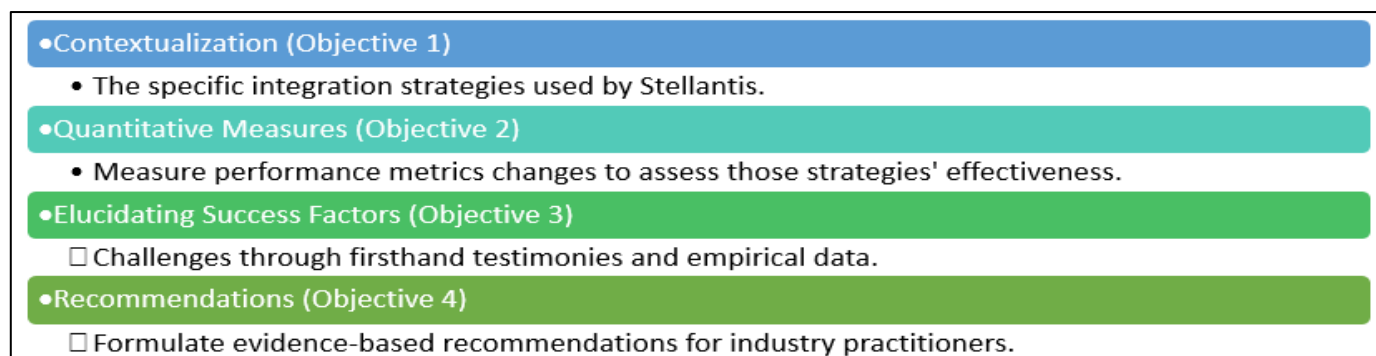 •Contextualization (Objective 1)
• The specific integration strategies used by Stellantis.
•Quantitative Measures (Objective 2)
• Measure performance metrics changes to assess those strategies' effectiveness.
•Elucidating Success Factors (Objective 3)
□ Challenges through firsthand testimonies and empirical data.
•Recommendations (Objective 4)
□ Formulate evidence-based recommendations for industry practitioners.